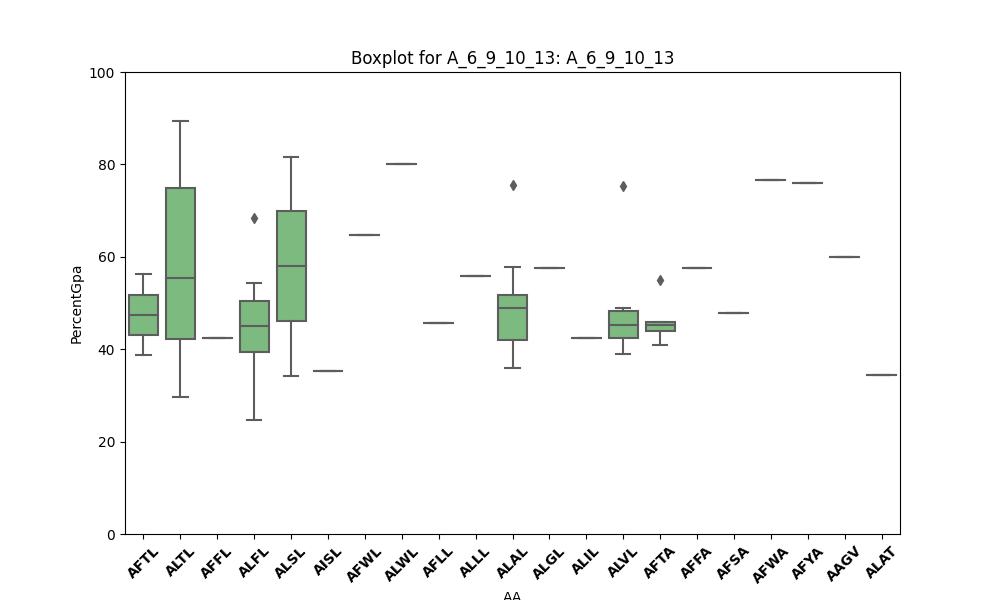 Boxplot for A_6_9_10_13: A_6_9_10_13
100
80
60
40
20
0
PercentGpa
AFTL ALTL AFFL ALFL ALSL AISL AFWL ALWL AFLL ALLL ALAL ALGL ALIL ALVL AFTA AFFA AFSA AFWA AFYA AAGV ALAT
AA